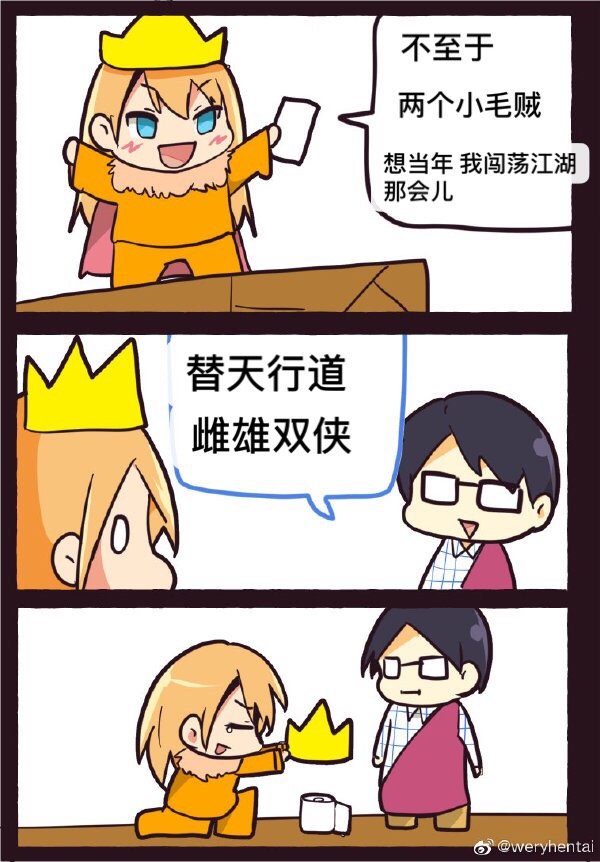 不至于
两个小毛贼
想当年 我闯荡江湖
那会儿
替天行道
雌雄双侠
@weryhentai